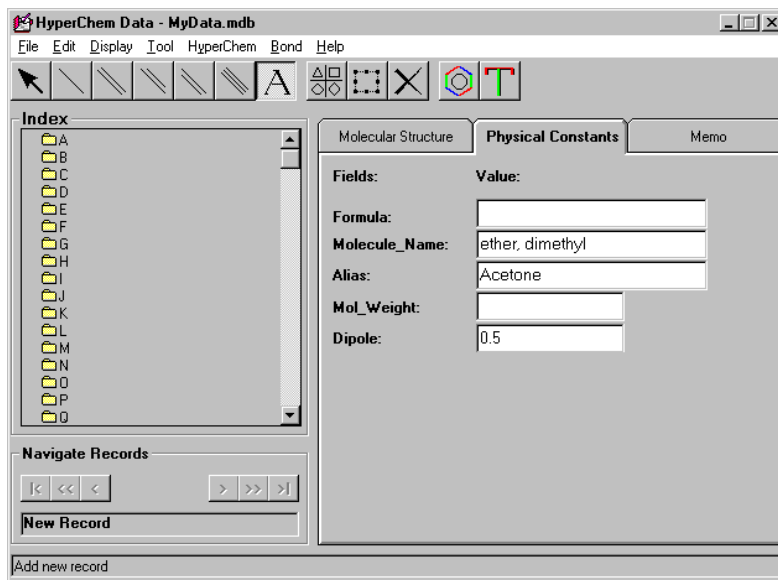 HyperChem Data - MyData.mdb
File Edit Display Tool HyperChem Bond Help
A
Index
A
B
C
D
E
F
G
H
I
J
K
L
M
N
O
P
Q
Navigate Records
|< << < > >> >|
New Record
Molecular Structure Physical Constants Memo
Fields: Value:
Formula:
Molecule_Name: ether, dimethyl
Alias: Acetone
Mol_Weight:
Dipole: 0.5
Add new record